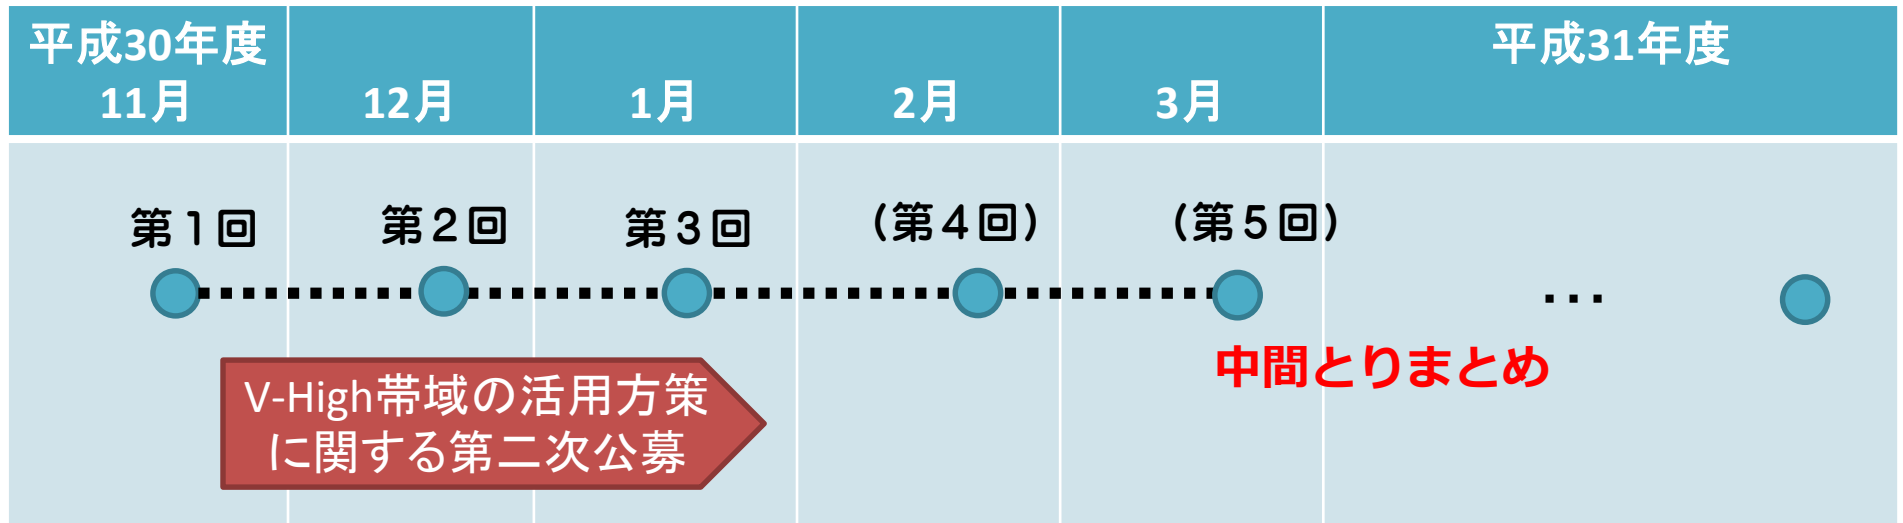 平成30年度
11月
12月
1月
2月
3月
平成31年度
第１回
第２回
第３回
(第４回)
(第５回)
･･･
中間とりまとめ
V-High帯域の活用方策
に関する第二次公募